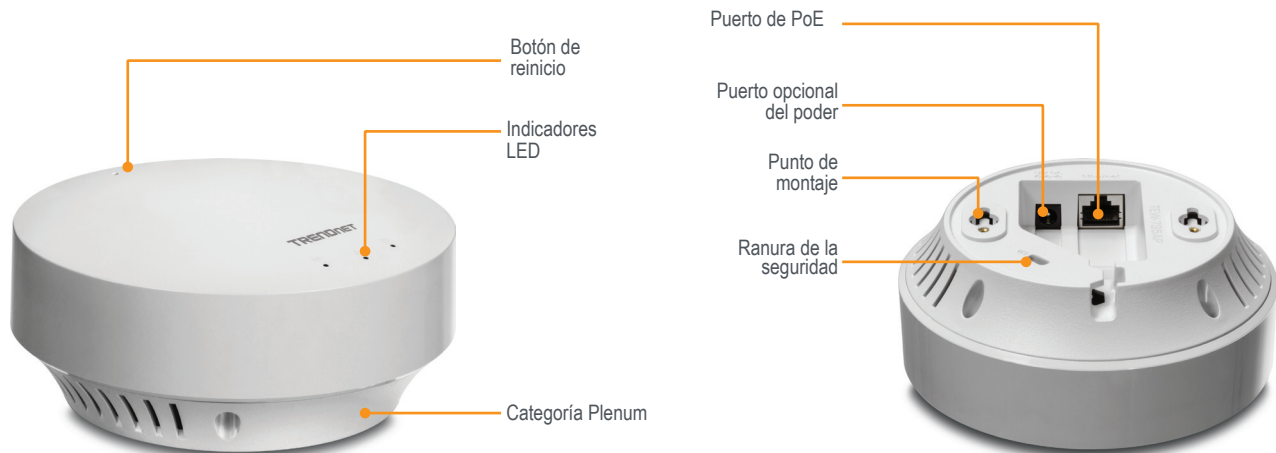 Botón de
reinicio
Indicadores
LED
TRENDNET
Categoría Plenum
Puerto de PoE
Puerto opcional
del poder
Punto de
montaje
Ranura de la
seguridad